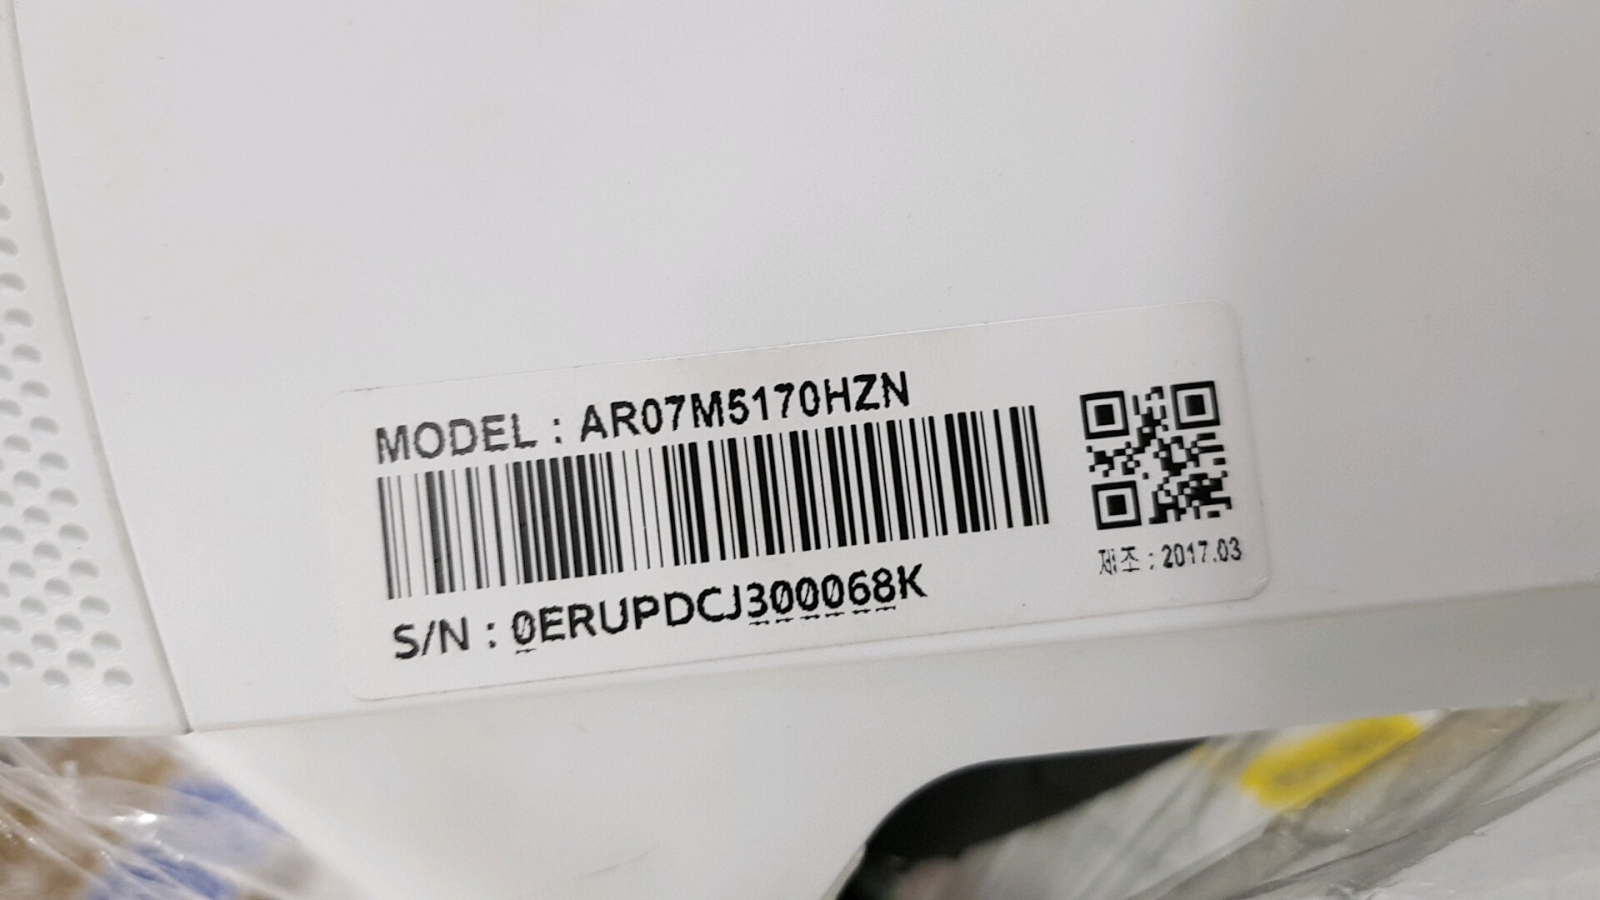 MODEL : AR07M5170HZN
S/N : 0ERUPDCJ300068K
제조 : 2017.03